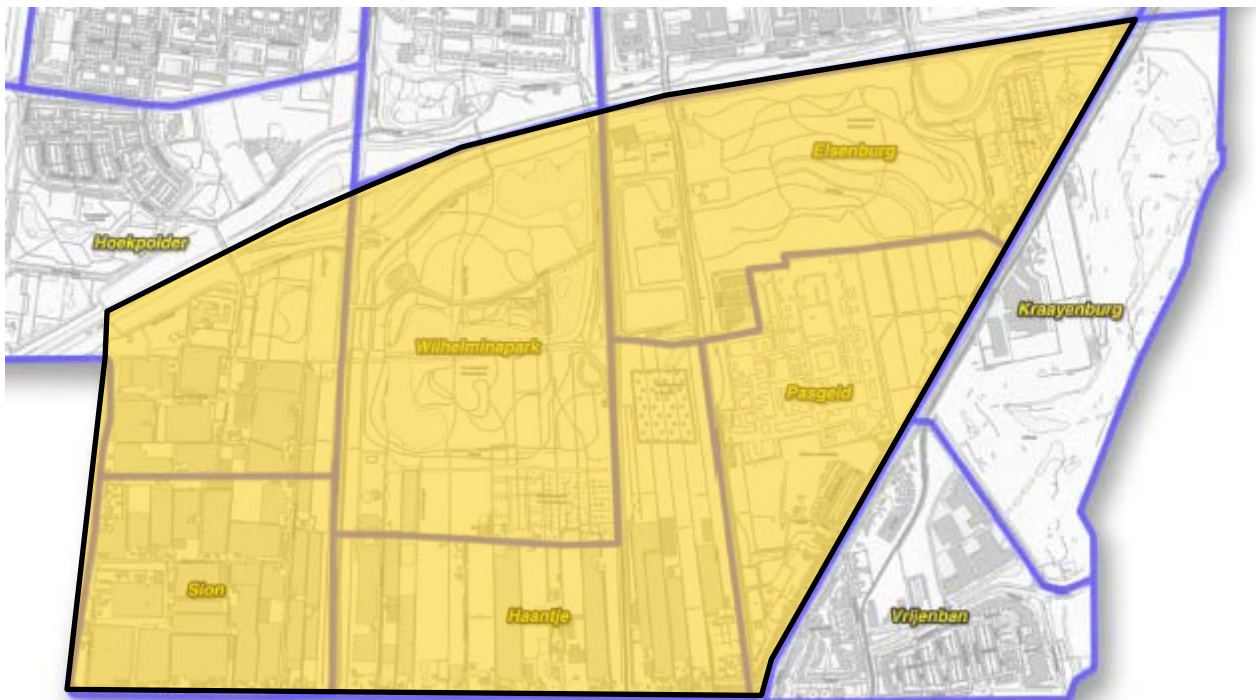 Elsenburg
Hoekpolder
Kraayenburg
Wilhelminapark
Pasgeld
Sion
Haantje
Vrijenban